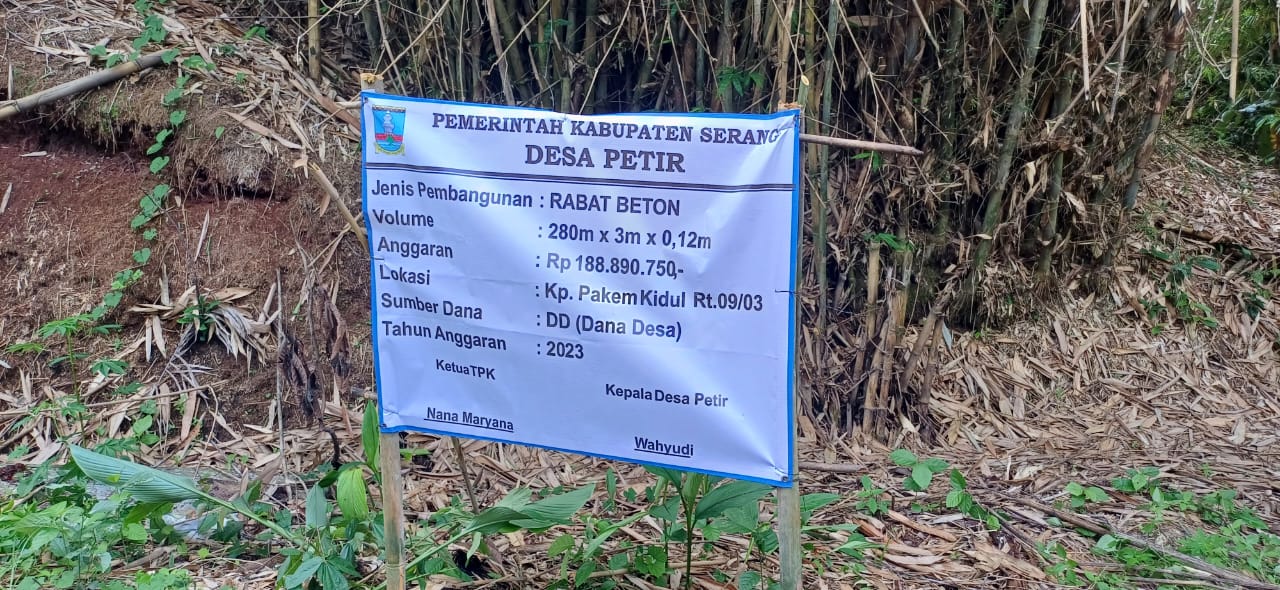 PEMERINTAH KABUPATEN SERANG
DESA PETIR
Jenis Pembangunan : RABAT BETON
Volume : 280m x 3m x 0,12m
Anggaran : Rp 188.890.750,-
Lokasi : Kp. Pakem Kidul Rt.09/03
Sumber Dana : DD (Dana Desa)
Tahun Anggaran : 2023
Ketua TPK
Kepala Desa Petir
Nana Maryana
Wahyudi